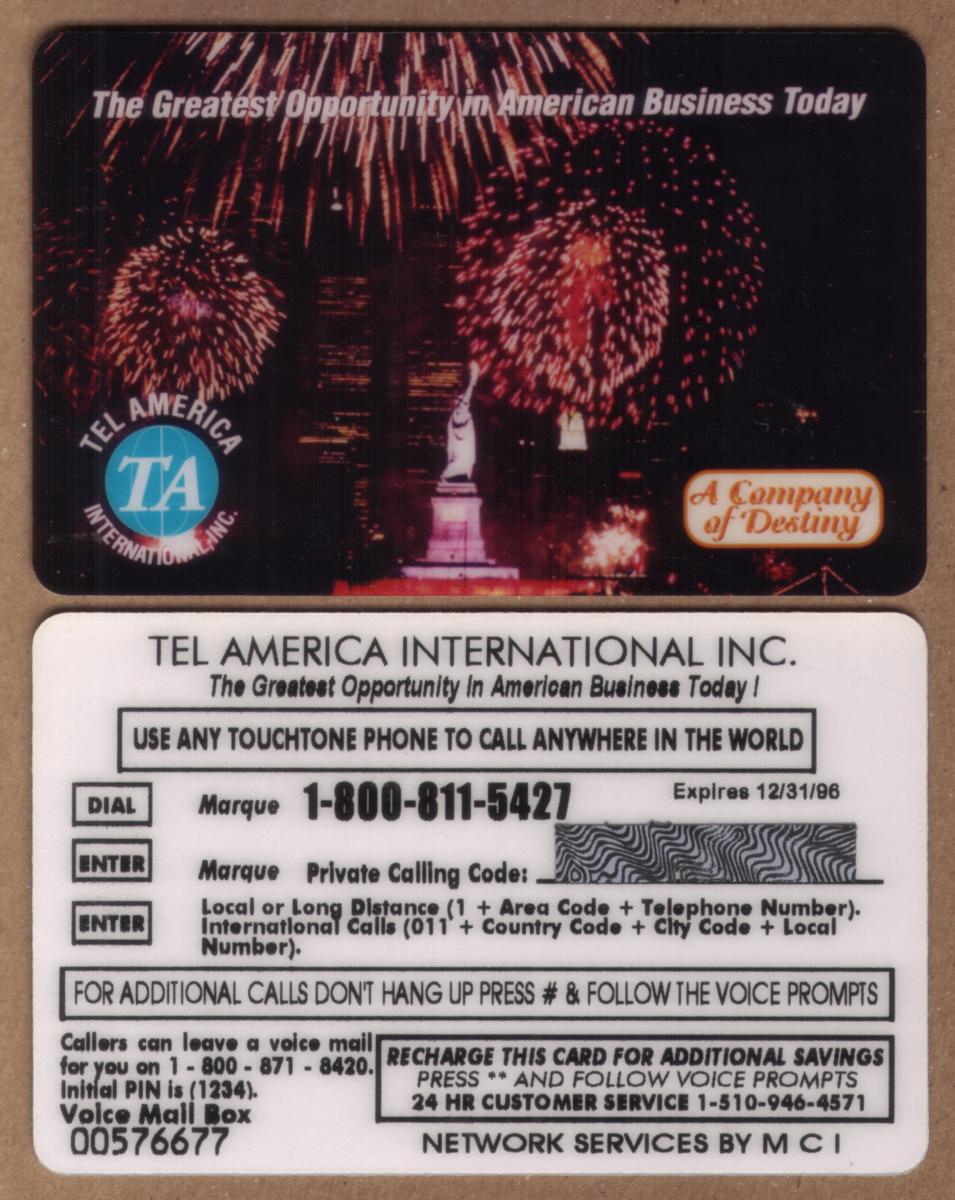 The Greatest Opportunity in American Business Today
TEL AMERICA
TA
INTERNATIONAL, INC.
A Company
of Destiny
TEL AMERICA INTERNATIONAL INC.
The Greatest Opportunity In American Business Today !
USE ANY TOUCHTONE PHONE TO CALL ANYWHERE IN THE WORLD
DIAL Marque 1-800-811-5427 Expires 12/31/96
ENTER Marque Private Calling Code:
ENTER Local or Long Distance (1 + Area Code + Telephone Number).
International Calls (011 + Country Code + City Code + Local
Number).
FOR ADDITIONAL CALLS DON'T HANG UP PRESS # & FOLLOW THE VOICE PROMPTS
Callers can leave a voice mail
for you on 1 - 800 - 871 - 8420.
Initial PIN is (1234).
Voice Mail Box
00576677
RECHARGE THIS CARD FOR ADDITIONAL SAVINGS
PRESS ** AND FOLLOW VOICE PROMPTS
24 HR CUSTOMER SERVICE 1-510-946-4571
NETWORK SERVICES BY M C I